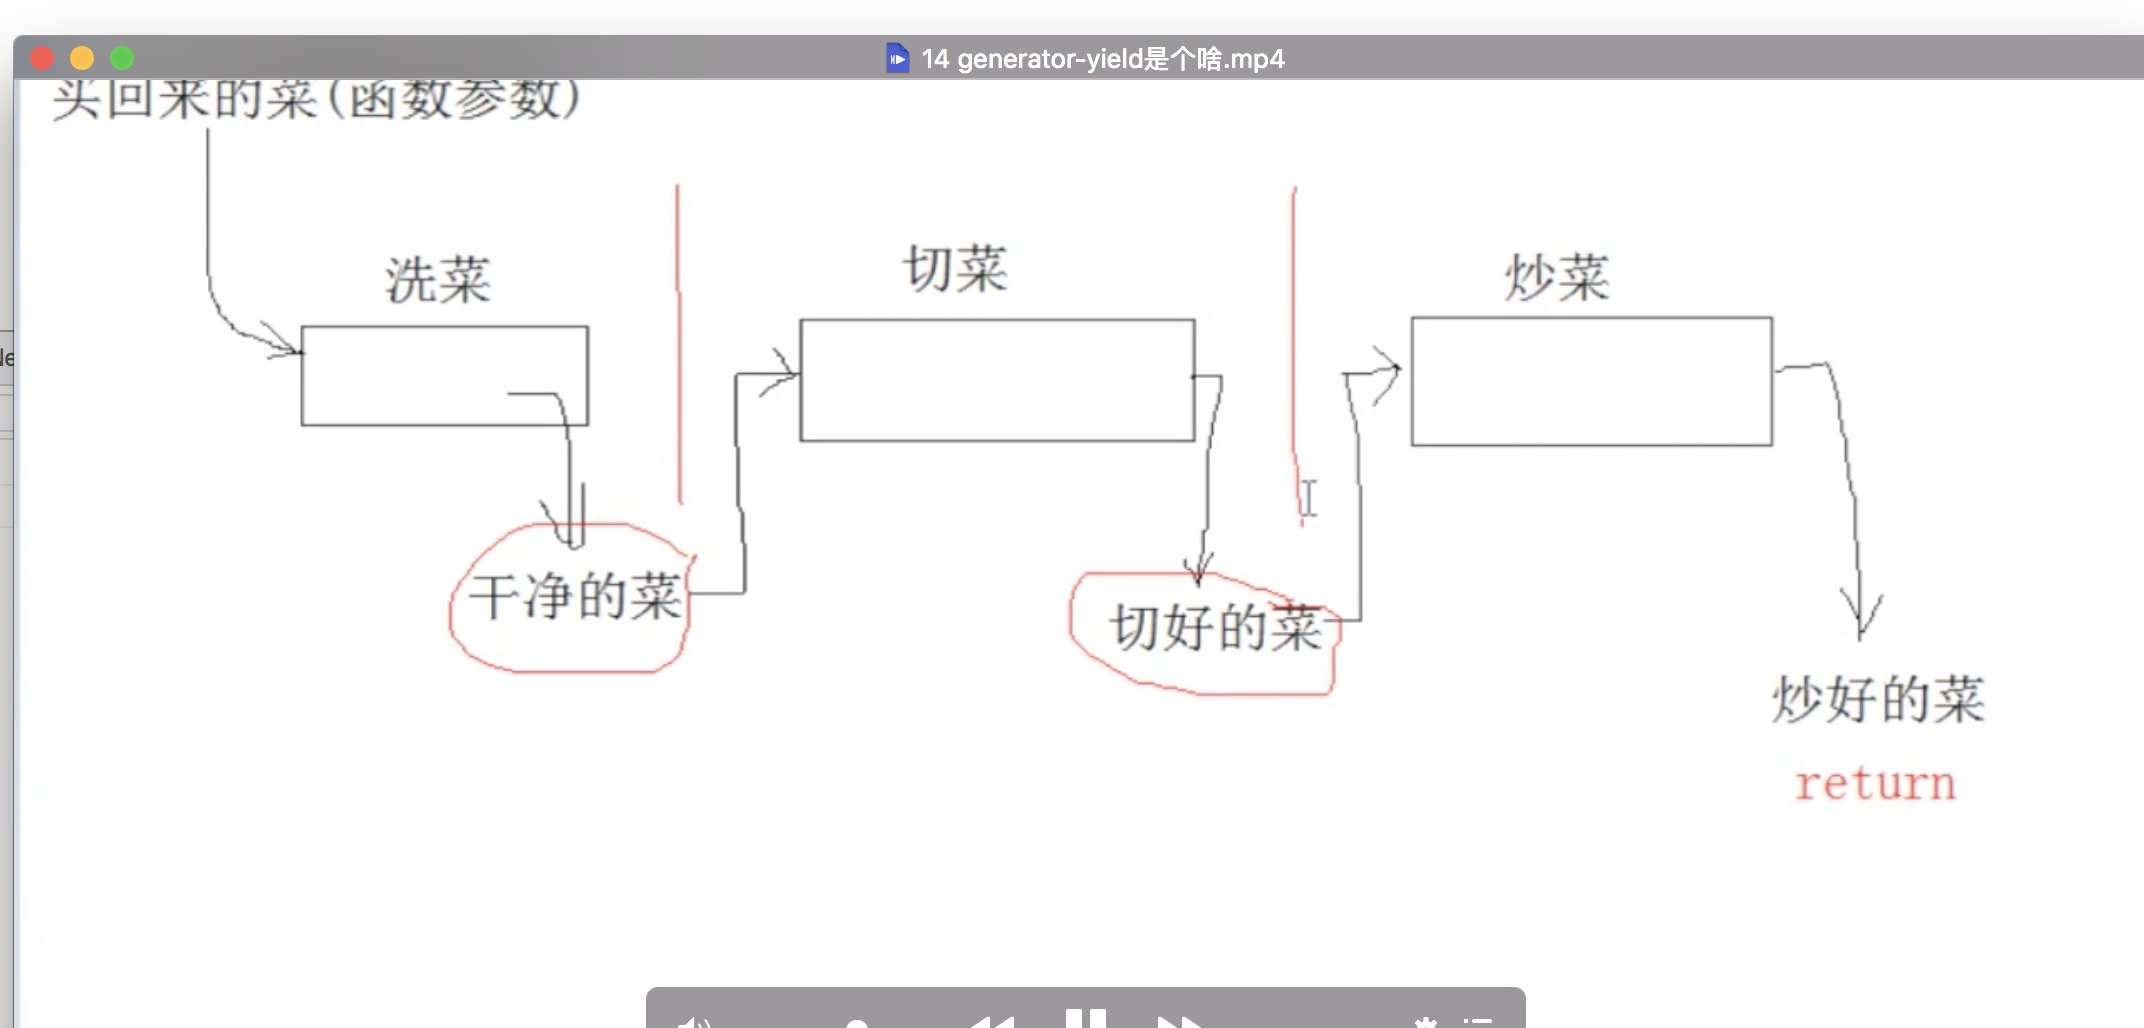 14 generator-yield是个啥.mp4
买回来的菜(函数参数)
洗菜
切菜
炒菜
干净的菜
切好的菜
炒好的菜
return